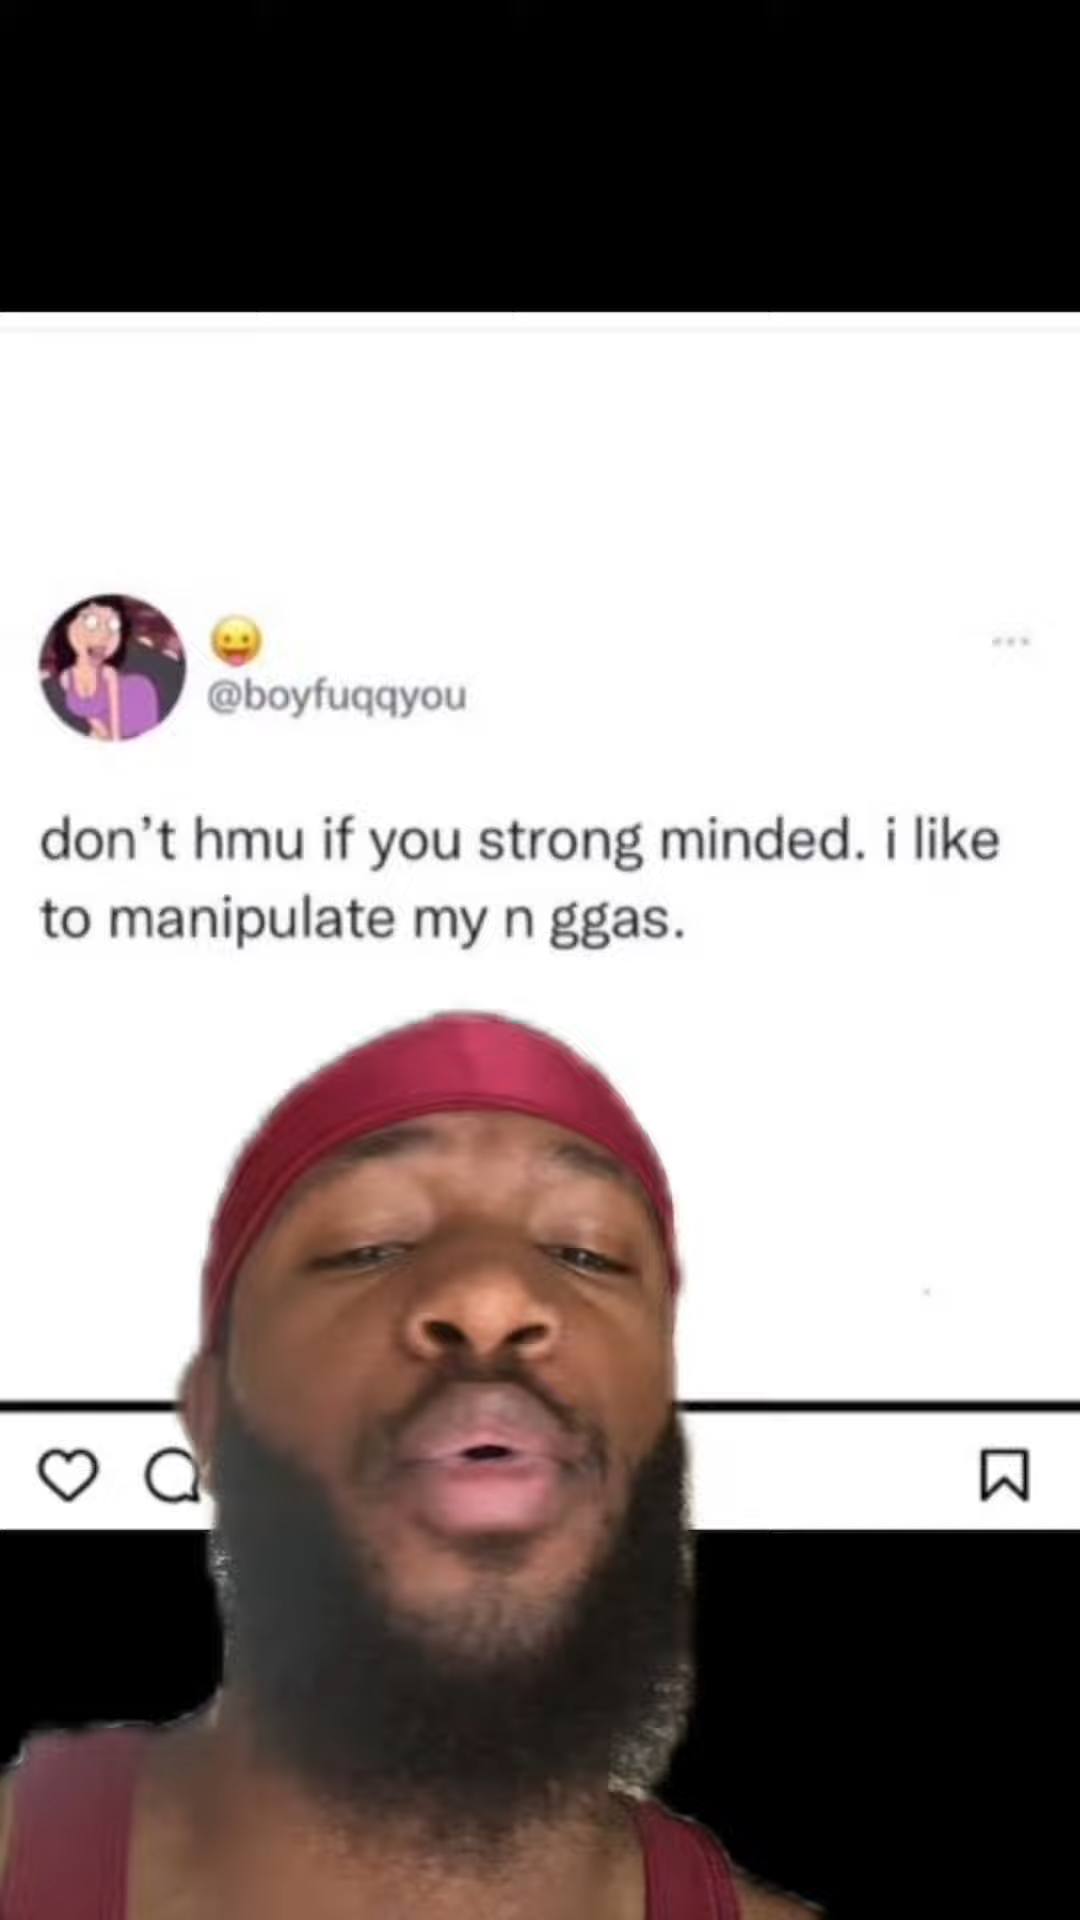 😛
@boyfuqqyou
don't hmu if you strong minded. i like
to manipulate my n ggas.